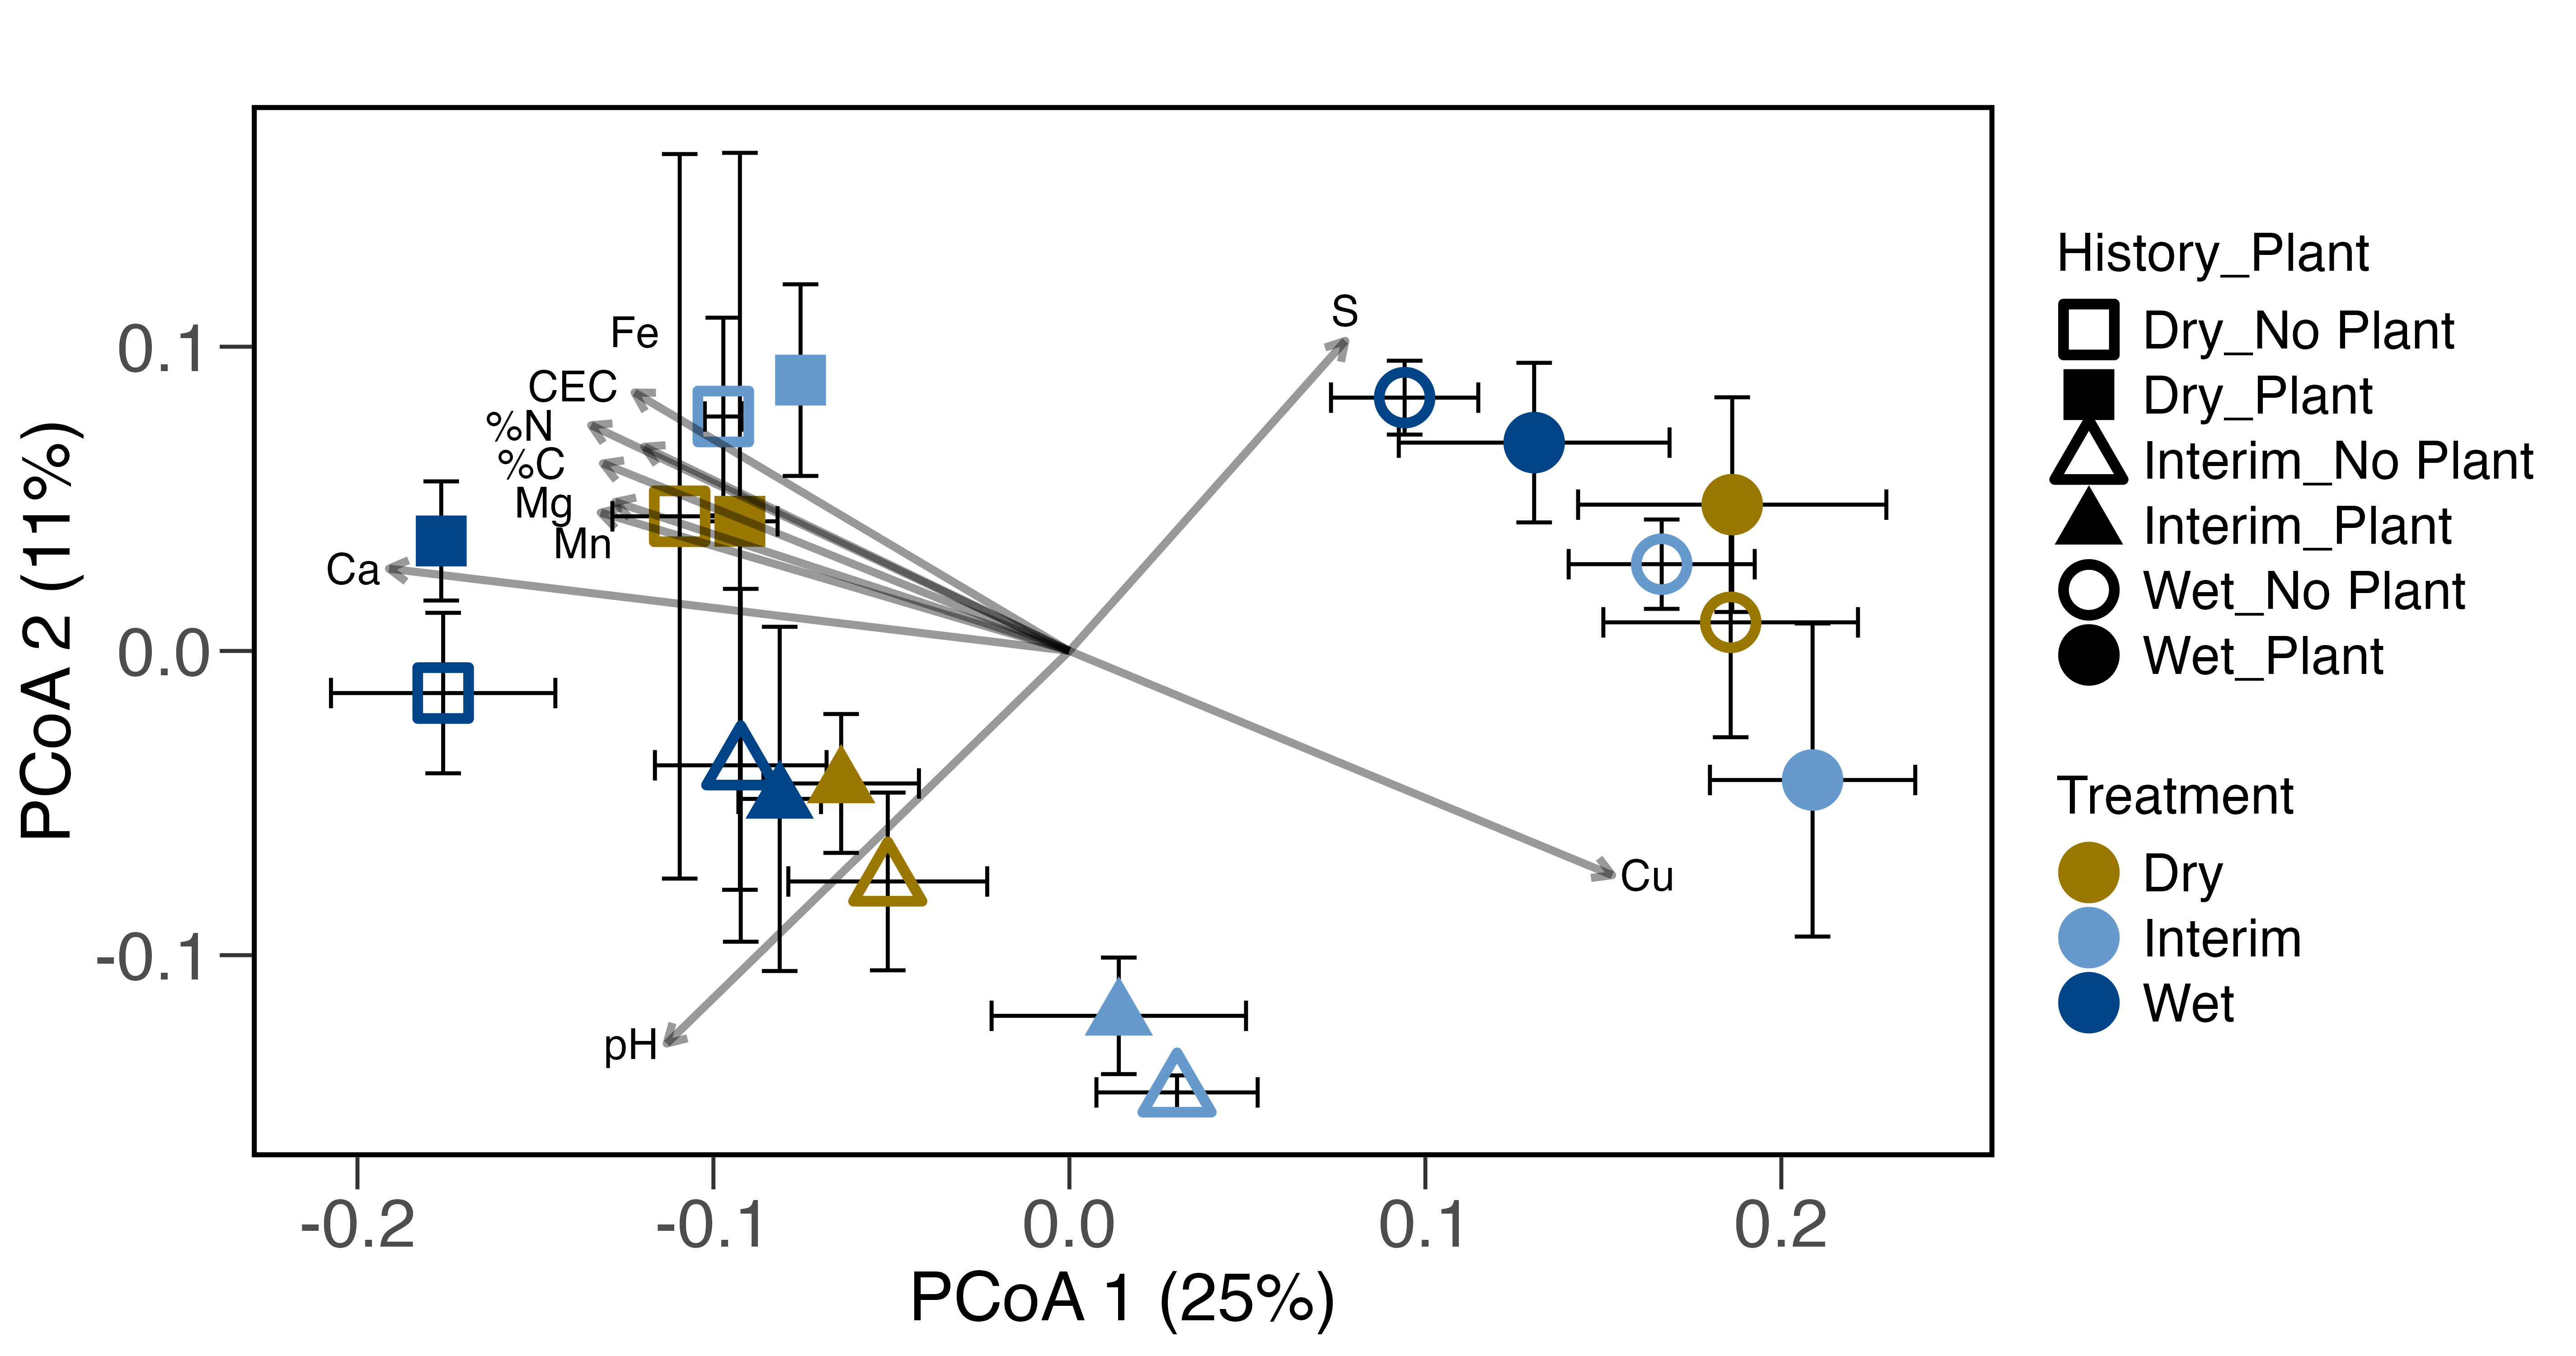 PCoA 2 (11%)
0.1
0.0
-0.1
Fe
CEC
%N
%C
Mg
Mn
Ca
S
Cu
pH
-0.2
-0.1
0.0
0.1
0.2
PCoA 1 (25%)
History_Plant
Dry_No Plant
Dry_Plant
Interim_No Plant
Interim_Plant
Wet_No Plant
Wet_Plant
Treatment
Dry
Interim
Wet